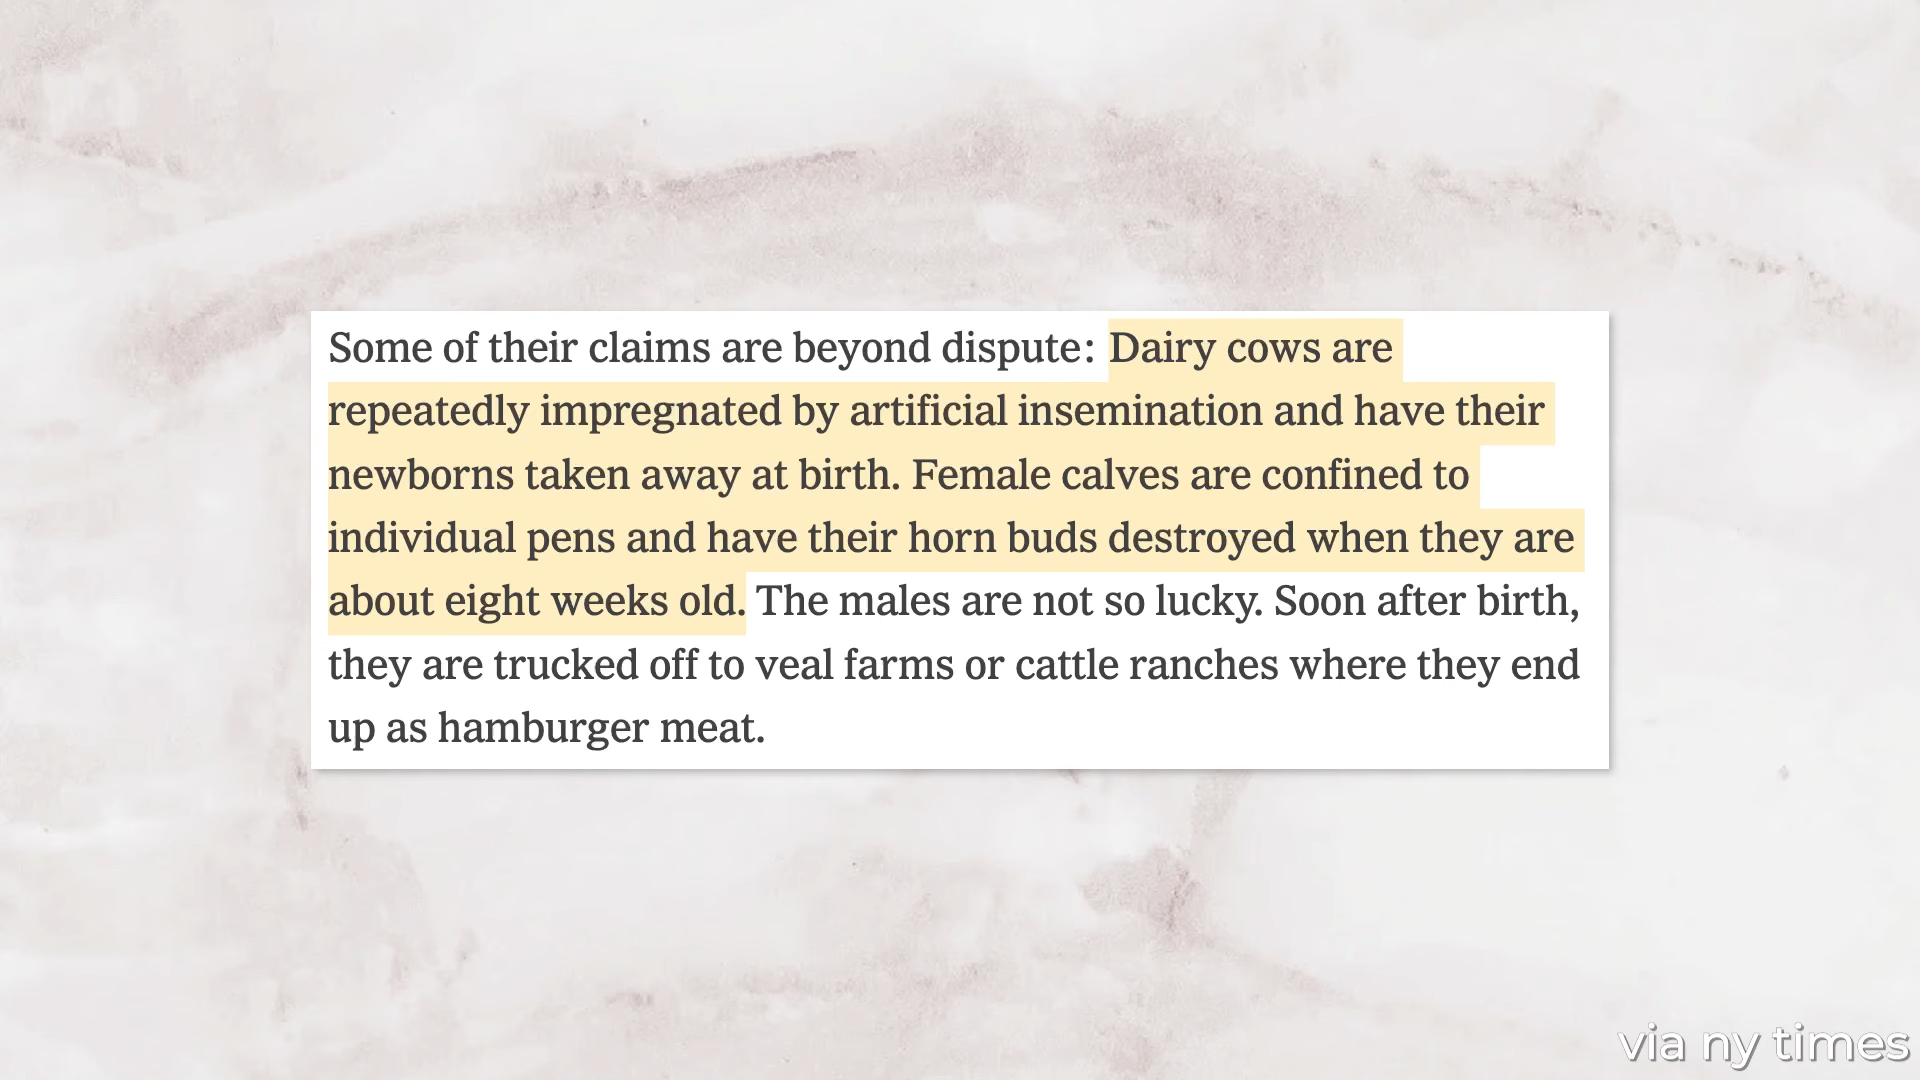 Some of their claims are beyond dispute: Dairy cows are
repeatedly impregnated by artificial insemination and have their
newborns taken away at birth. Female calves are confined to
individual pens and have their horn buds destroyed when they are
about eight weeks old. The males are not so lucky. Soon after birth,
they are trucked off to veal farms or cattle ranches where they end
up as hamburger meat.
via ny times